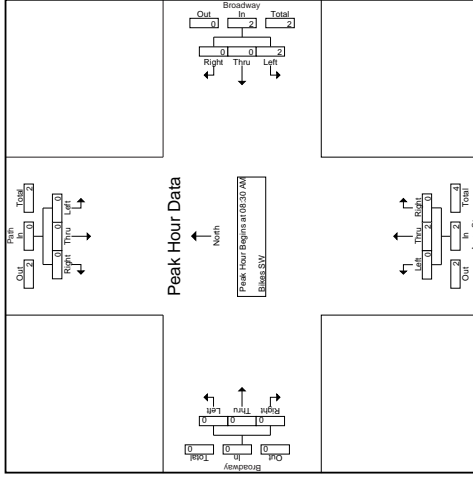 Broadway
Out In Total
0 2 2
0 0 2
Right Thru Left
Path
Out In Total
2 0 2
0 0 0
Right Thru Left
Peak Hour Data
North
Peak Hour Begins at 08:30 AM
Bikes SW
Left Thru Right
0 2 0
2 2 4
Out In Total
Left Thru Right
0 0 0
0 0 0
Total In Out
Broadway